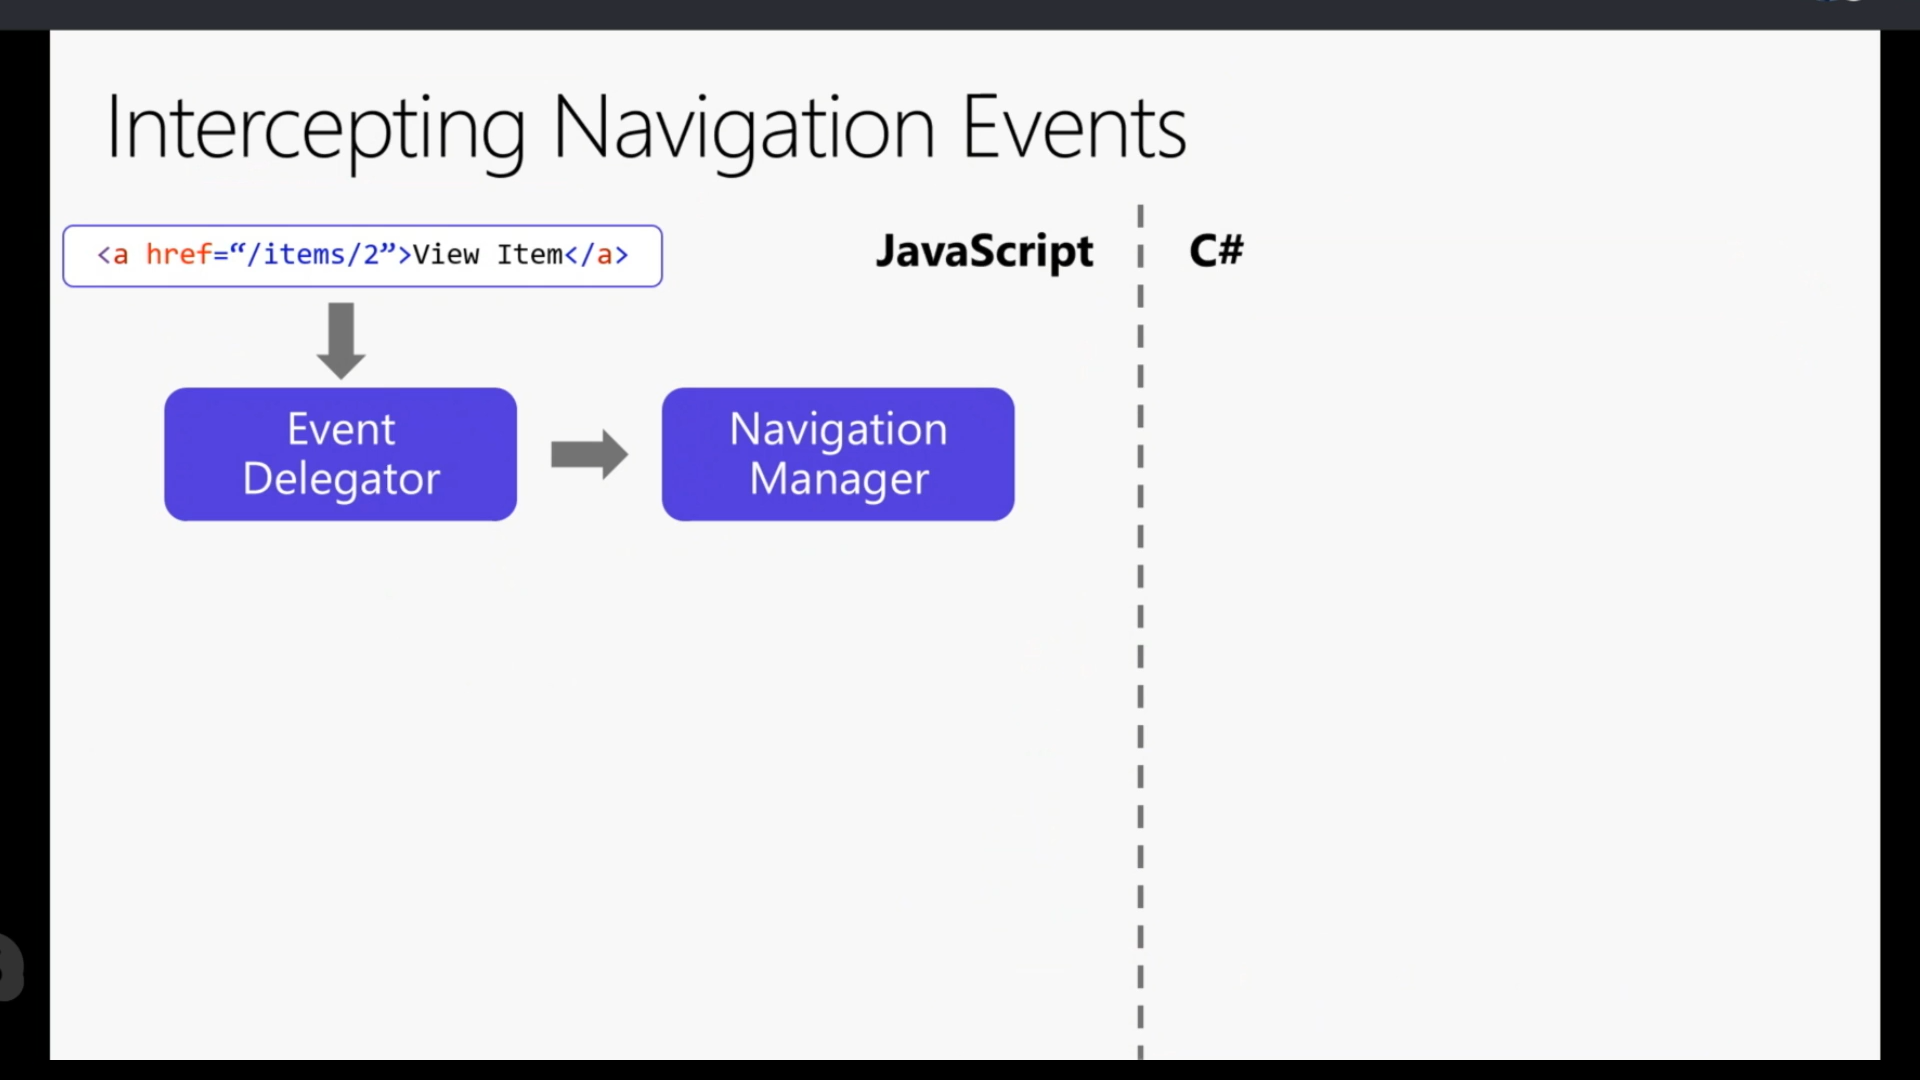 Intercepting Navigation Events
<a href=“/items/2”>View Item</a>
JavaScript
C#
Event
Delegator
Navigation
Manager